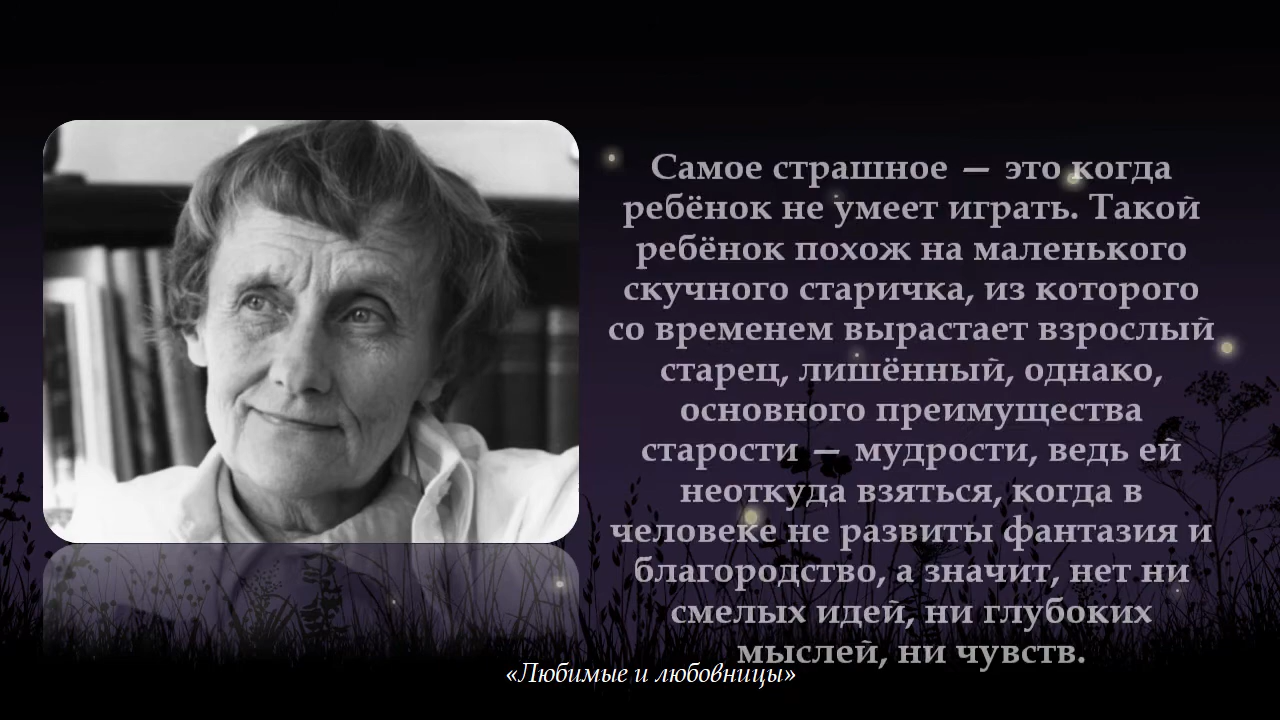 Самое страшное — это когда
ребёнок не умеет играть. Такой
ребёнок похож на маленького
скучного старичка, из которого
со временем вырастает взрослый
старец, лишённый, однако,
основного преимущества
старости — мудрости, ведь ей
неоткуда взяться, когда в
человеке не развиты фантазия и
благородство, а значит, нет ни
смелых идей, ни глубоких
мыслей, ни чувств.
«Любимые и любовницы»